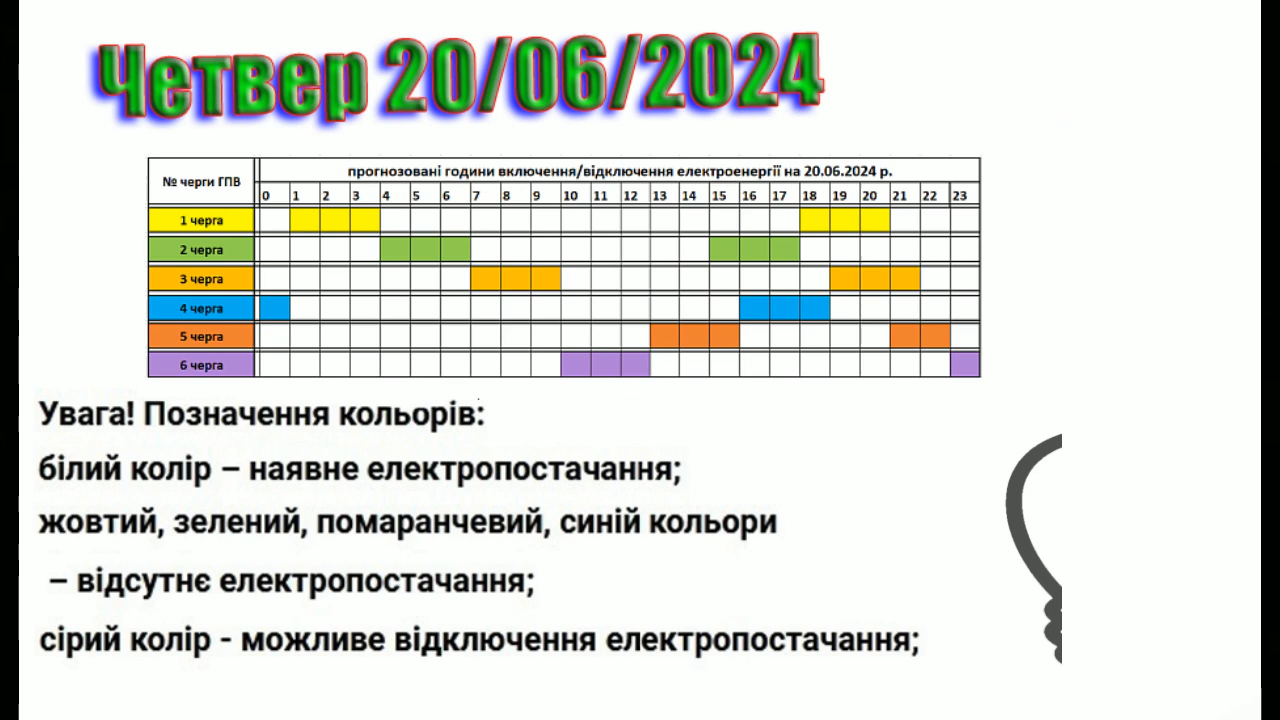 Четвер 20/06/2024
№ черги ГПВ
прогнозовані години включення/відключення електроенергії на 20.06.2024 р.
0 1 2 3 4 5 6 7 8 9 10 11 12 13 14 15 16 17 18 19 20 21 22 23
1 черга
2 черга
3 черга
4 черга
5 черга
6 черга
Увага! Позначення кольорів:
білий колір – наявне електропостачання;
жовтий, зелений, помаранчевий, синій кольори
– відсутнє електропостачання;
сірий колір - можливе відключення електропостачання;